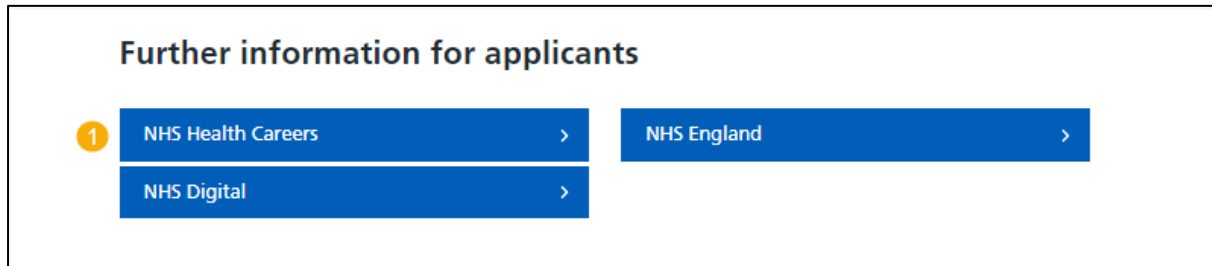 Further information for applicants
1 NHS Health Careers NHS England
NHS Digital